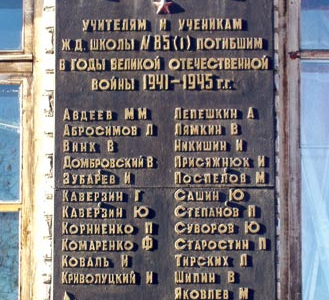 УЧИТЕЛЯМ И УЧЕНИКАМ
Ж.Д. ШКОЛЫ №85(1) ПОГИБШИМ
В ГОДЫ ВЕЛИКОЙ ОТЕЧЕСТВЕННОЙ
ВОЙНЫ 1941-1945 г.г.
АВДЕЕВ М М
АБРОСИМОВ Л
ВНИК В
ДОМБРОВСКИЙ В
ЗУБАРЕВ И
КАВЕРЗИН Г
КАВЕРЗИН Ю
КОРНИЕНКО П
КОМАРЕНКО Ф
КОВАЛЬ И
КРИВОЛУЦКИЙ И
ЛЕПЕШКИН А
ЛЯМКИН В
НИКИШИН И
ПРИСЯЖНЮК И
ПОСПЕЛОВ М
САШИН Ю
СТЕПАНОВ П
СУВОРОВ Ю
СТАРОСТИН П
ТИРСКИХ Л
ШИПИН В
ЯКОВЛЕВ М